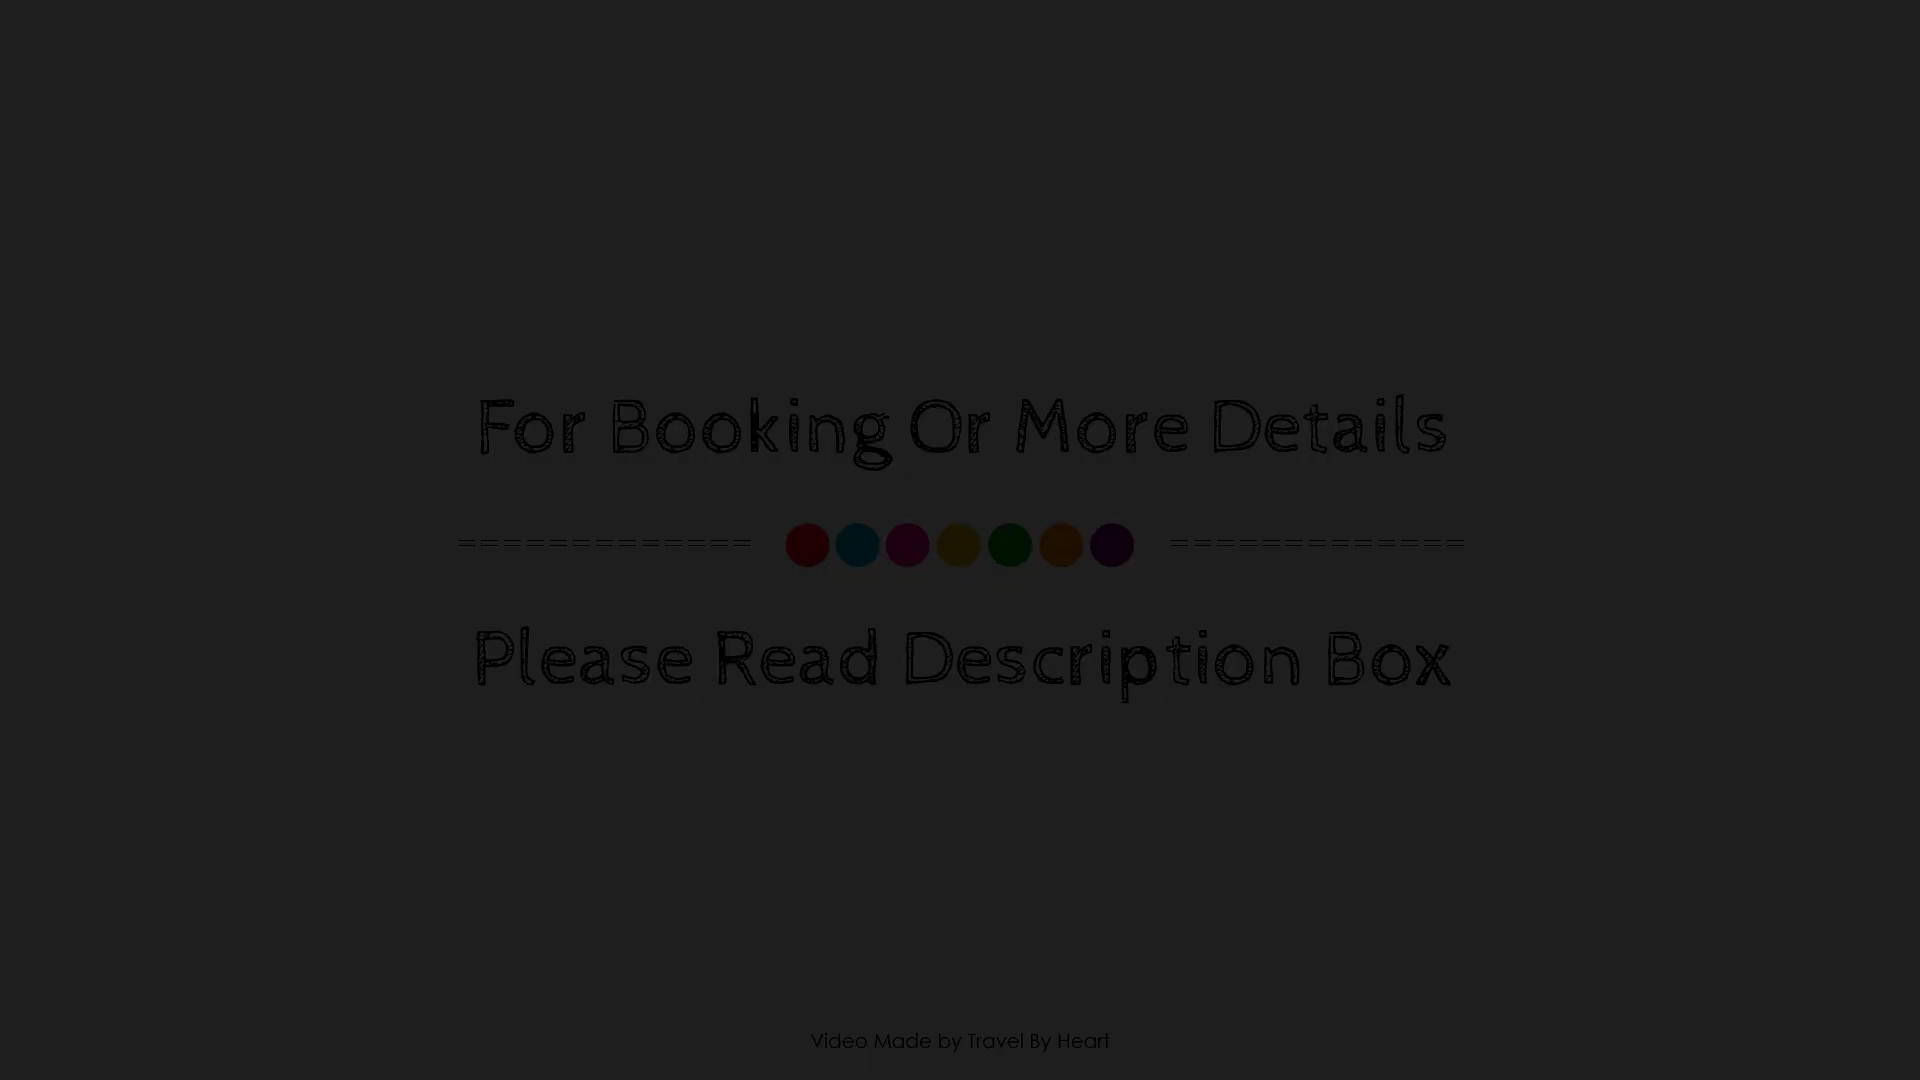 For Booking Or More Details
============= =============
Please Read Description Box
Video Made by Travel By Heart